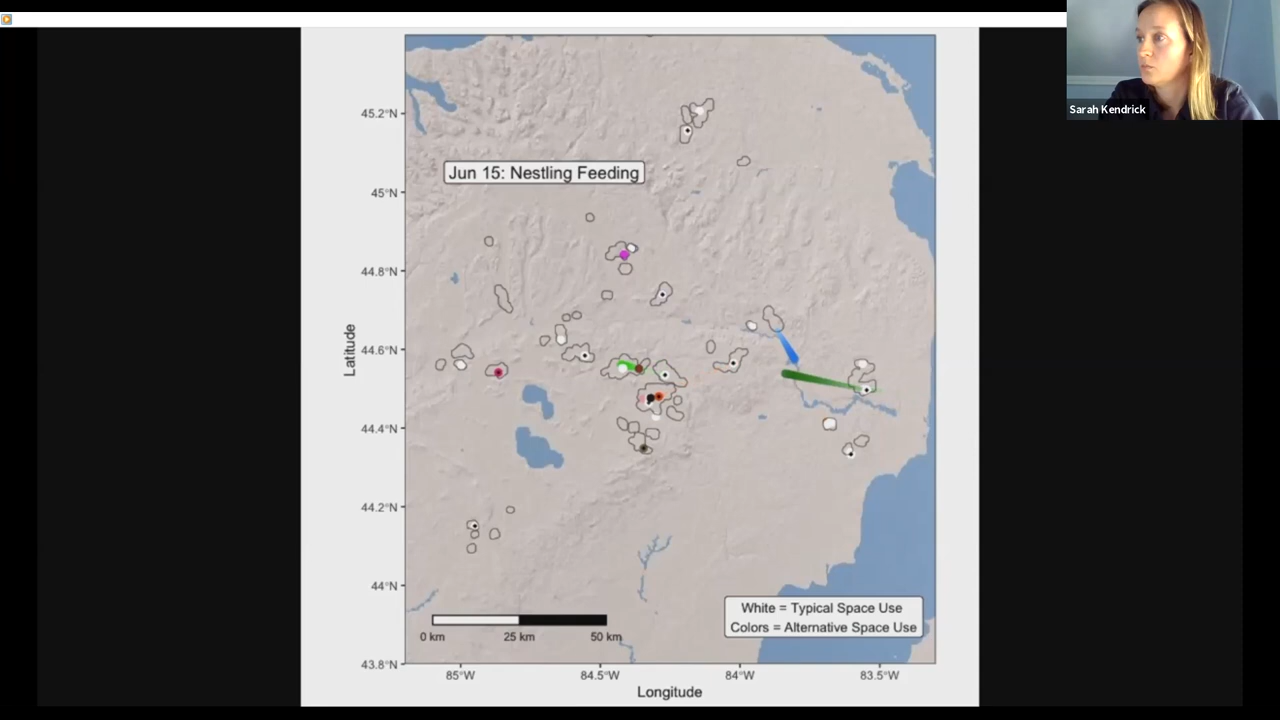 Sarah Kendrick
45.2°N
Jun 15: Nestling Feeding
45°N
44.8°N
44.6°N
Latitude
44.4°N
44.2°N
44°N
White = Typical Space Use
Colors = Alternative Space Use
0 km
25 km
50 km
43.8°N
85°W
84.5°W
84°W
83.5°W
Longitude